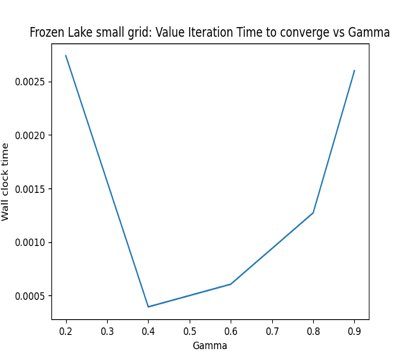 Frozen Lake small grid: Value Iteration Time to converge vs Gamma
Wall clock time
0.0025
0.0020
0.0015
0.0010
0.0005
0.2 0.3 0.4 0.5 0.6 0.7 0.8 0.9
Gamma